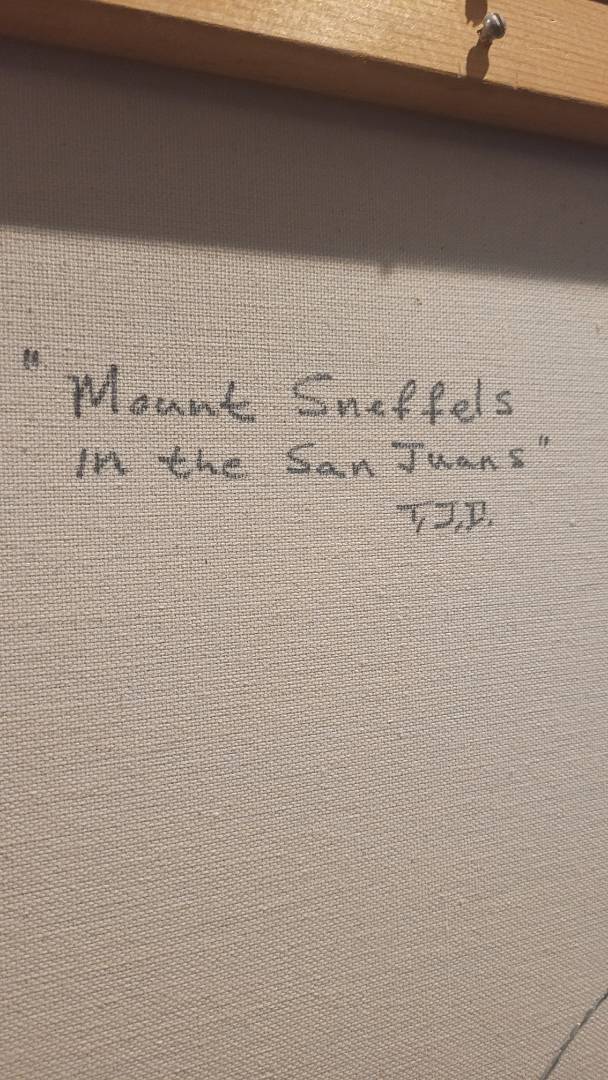 "Mount Sneffels
in the San Juans"
T.J.D.